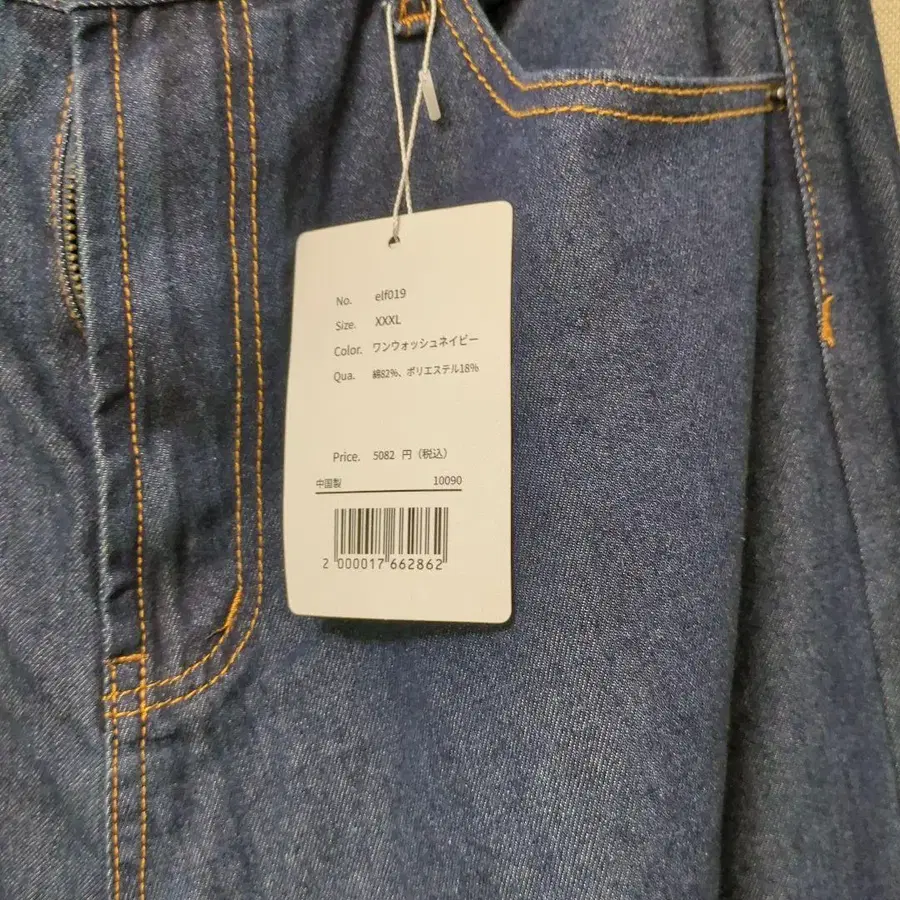 No. elf019
Size. XXXL
Color. ワンウォッシュネイビー
Qua. 綿82%、ポリエステル18%
Price. 5082 円（税込）
中国製 10090
2 000017 662862